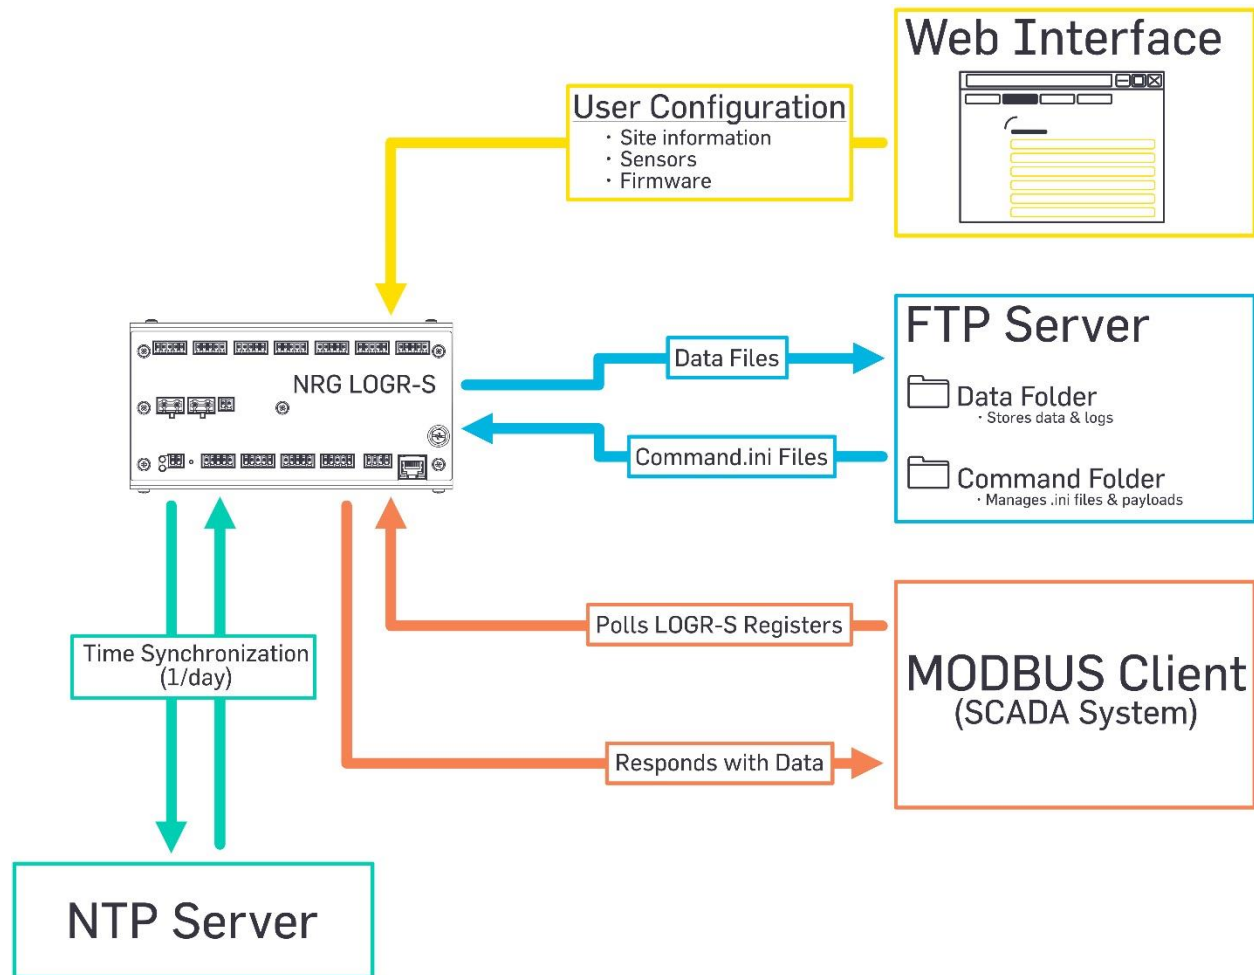 Web Interface
User Configuration
· Site information
· Sensors
· Firmware
FTP Server
Data Folder
· Stores data & logs
Command Folder
· Manages .ini files & payloads
Data Files
Command.ini Files
NRG LOGR-S
Polls LOGR-S Registers
MODBUS Client
(SCADA System)
Responds with Data
Time Synchronization
(1/day)
NTP Server